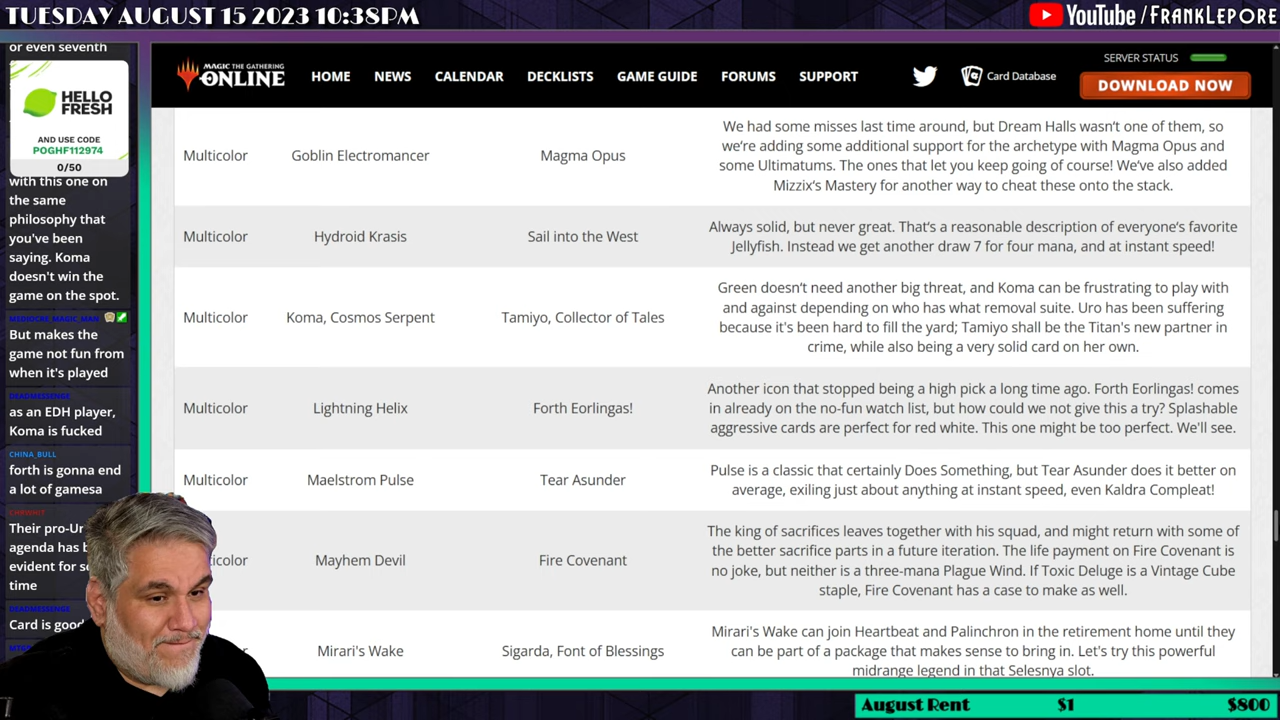 TUESDAY AUGUST 15 2023 10:38PM
YouTube / FRANKLEPORE
or even seventh
HELLO
FRESH
AND USE CODE
POGHF112974
0/50
with this one on
the same
philosophy that
you've been
saying. Koma
doesn't win the
game on the spot.
MEDIOCRE_MAGIC_MAN
But makes the
game not fun from
when it's played
DEADMESSENGE
as an EDH player,
Koma is fucked
CHINA_BULL
forth is gonna end
a lot of gamesa
Their pro-Ur
agenda has b
evident for s
time
DEADMESSENGE
Card is good
MAGIC THE GATHERING
ONLINE
HOME
NEWS
CALENDAR
DECKLISTS
GAME GUIDE
FORUMS
SUPPORT
Card Database
SERVER STATUS
DOWNLOAD NOW
Multicolor
Goblin Electromancer
Magma Opus
We had some misses last time around, but Dream Halls wasn't one of them, so
we're adding some additional support for the archetype with Magma Opus and
some Ultimatums. The ones that let you keep going of course! We've also added
Mizzix's Mastery for another way to cheat these onto the stack.
Multicolor
Hydroid Krasis
Sail into the West
Always solid, but never great. That's a reasonable description of everyone's favorite
Jellyfish. Instead we get another draw 7 for four mana, and at instant speed!
Multicolor
Koma, Cosmos Serpent
Tamiyo, Collector of Tales
Green doesn't need another big threat, and Koma can be frustrating to play with
and against depending on who has what removal suite. Uro has been suffering
because it's been hard to fill the yard; Tamiyo shall be the Titan's new partner in
crime, while also being a very solid card on her own.
Multicolor
Lightning Helix
Forth Eorlingas!
Another icon that stopped being a high pick a long time ago. Forth Eorlingas! comes
in already on the no-fun watch list, but how could we not give this a try? Splashable
aggressive cards are perfect for red white. This one might be too perfect. We'll see.
Multicolor
Maelstrom Pulse
Tear Asunder
Pulse is a classic that certainly Does Something, but Tear Asunder does it better on
average, exiling just about anything at instant speed, even Kaldra Compleat!
lticolor
Mayhem Devil
Fire Covenant
The king of sacrifices leaves together with his squad, and might return with some of
the better sacrifice parts in a future iteration. The life payment on Fire Covenant is
no joke, but neither is a three-mana Plague Wind. If Toxic Deluge is a Vintage Cube
staple, Fire Covenant has a case to make as well.
Mirari's Wake
Sigarda, Font of Blessings
Mirari's Wake can join Heartbeat and Palinchron in the retirement home until they
can be part of a package that makes sense to bring in. Let's try this powerful
midrange legend in that Selesnya slot.
August Rent
$1
$800